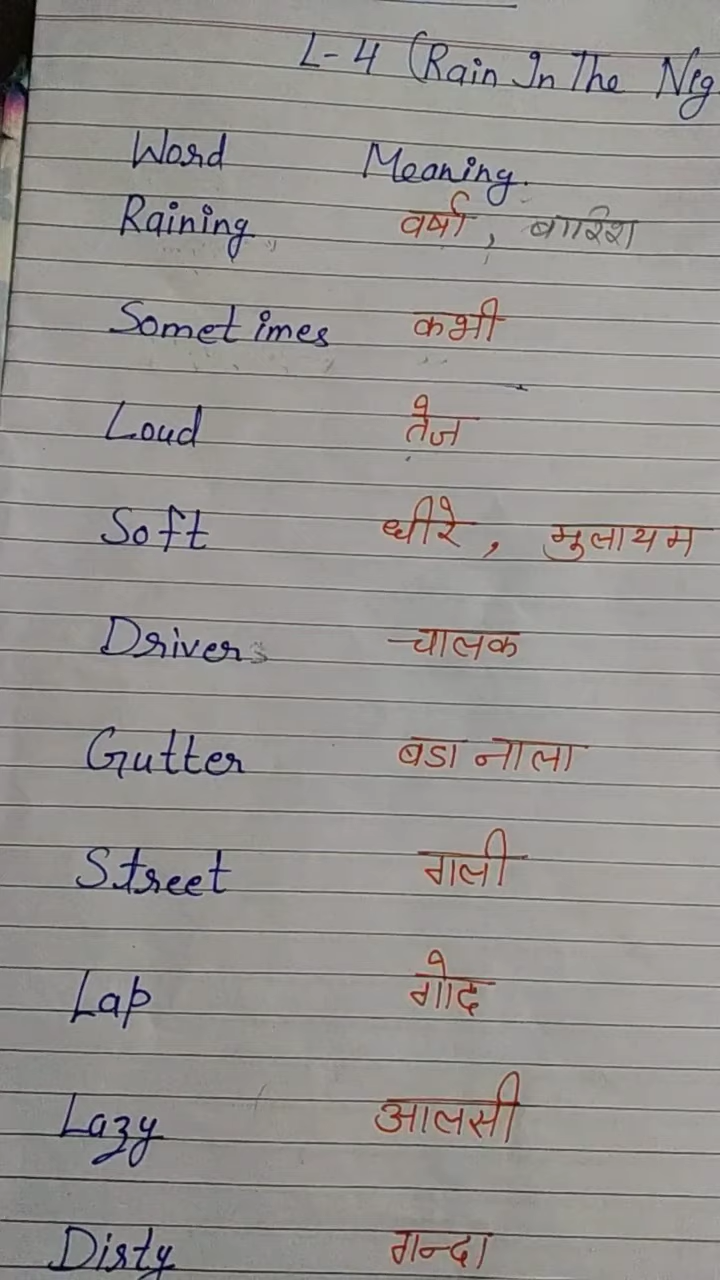 L-4 (Rain In The Nig
Word Meaning.
Raining वर्षा, बारिश
Sometimes कभी
Loud तेज
Soft धीरे, मुलायम
Drivers चालक
Gutter बडा नाला
Street गली
Lap गोद
Lazy आलसी
Dirty गन्दा